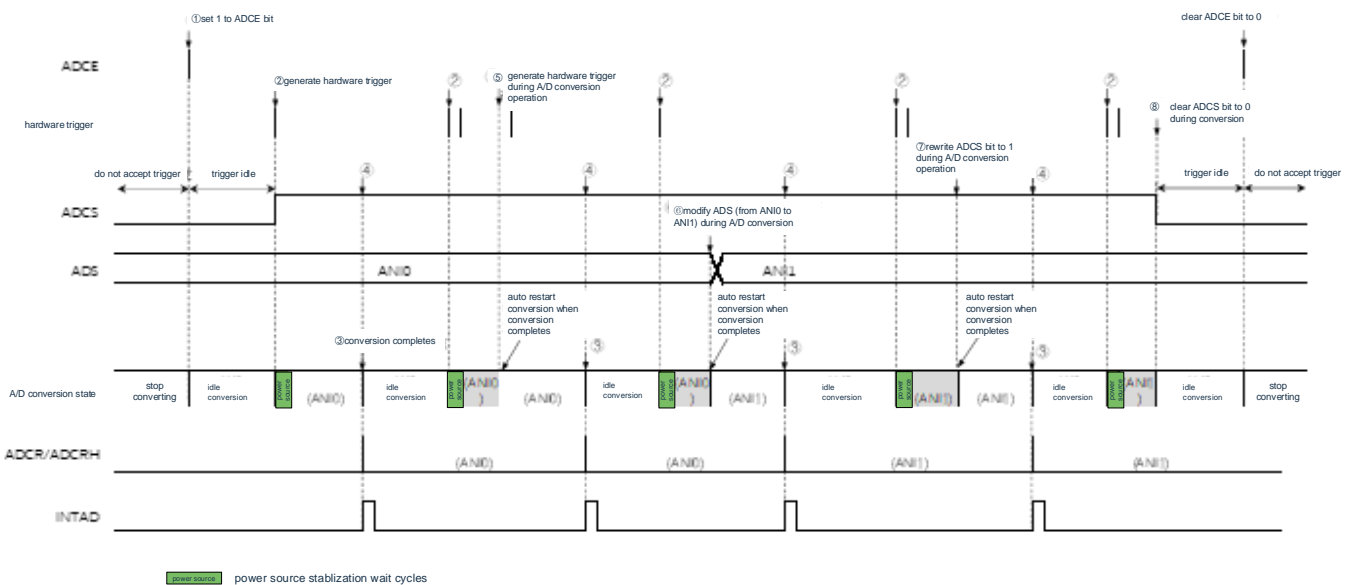 ①set 1 to ADCE bit
clear ADCE bit to 0
ADCE
②generate hardware trigger
②
⑤ generate hardware trigger
during A/D conversion
operation
②
②
②
⑧ clear ADCS bit to 0
during conversion
hardware trigger
⑦rewrite ADCS bit to 1
during A/D conversion
operation
do not accept trigger
trigger idle
④
④
④
④
trigger idle
do not accept trigger
ADCS
⑥modify ADS (from ANI0 to
ANI1) during A/D conversion
ADS
ANI0
ANI1
auto restart
conversion when
conversion
completes
auto restart
conversion when
conversion
completes
auto restart
conversion when
conversion
completes
③conversion completes
③
③
③
A/D conversion state
stop
converting
idle
conversion
power
source
(ANI0)
idle
conversion
power
source
(ANI0
)
(ANI0)
idle
conversion
power
source
(ANI0
)
(ANI1)
idle
conversion
power
source
(ANI1)
(ANI1)
idle
conversion
power
source
(ANI1
)
idle
conversion
stop
converting
ADCR/ADCRH
(ANI0)
(ANI0)
(ANI1)
(ANI1)
INTAD
power source
power source stablization wait cycles